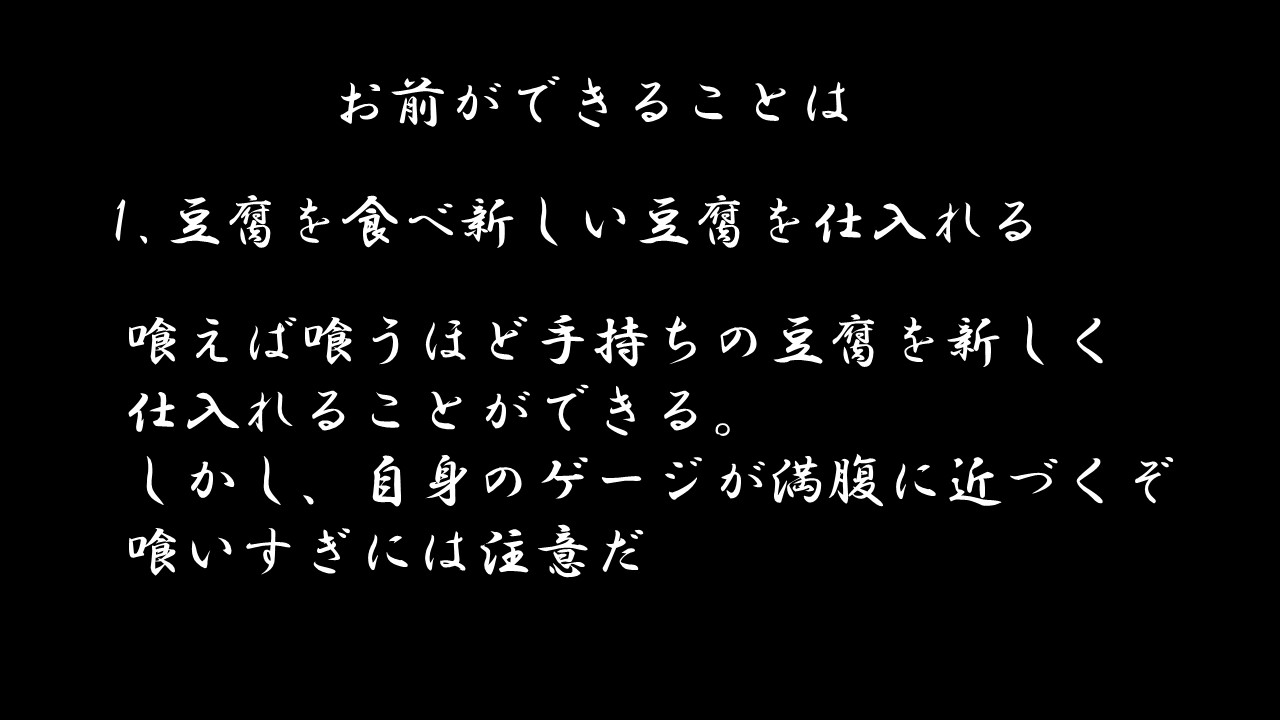 お前ができることは
1、豆腐を食べ新しい豆腐を仕入れる
喰えば喰うほど手持ちの豆腐を新しく
仕入れることができる。
しかし、自身のゲージが満腹に近づくぞ
喰いすぎには注意だ